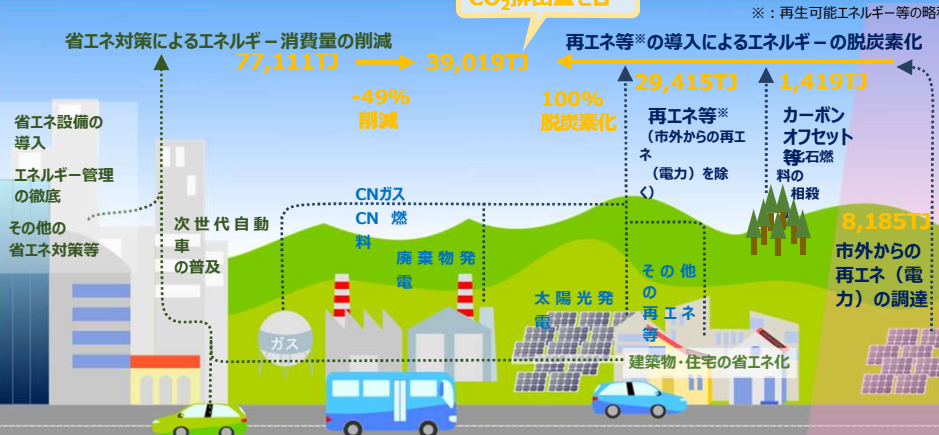 CO₂排出量ゼロ
※：再生可能エネルギー等の略称
省エネ対策によるエネルギー消費量の削減
再エネ等※の導入によるエネルギーの脱炭素化
77,111TJ
39,019TJ
29,415TJ
1,419TJ
-49%
削減
100%
脱炭素化
再エネ等※
（市外からの再エ
ネ
（電力）を除
く）
カーボン
オフセット
等
化石燃
料の
相殺
省エネ設備の
導入
エネルギー管理
の徹底
その他の
省エネ対策等
次世代自動
車
の普及
CNガス
CN 燃
料
廃棄物発
電
太陽光発
電
その他
の
再エネ
等
8,185TJ
市外からの
再エネ（電
力）の調達
ガス
建築物・住宅の省エネ化